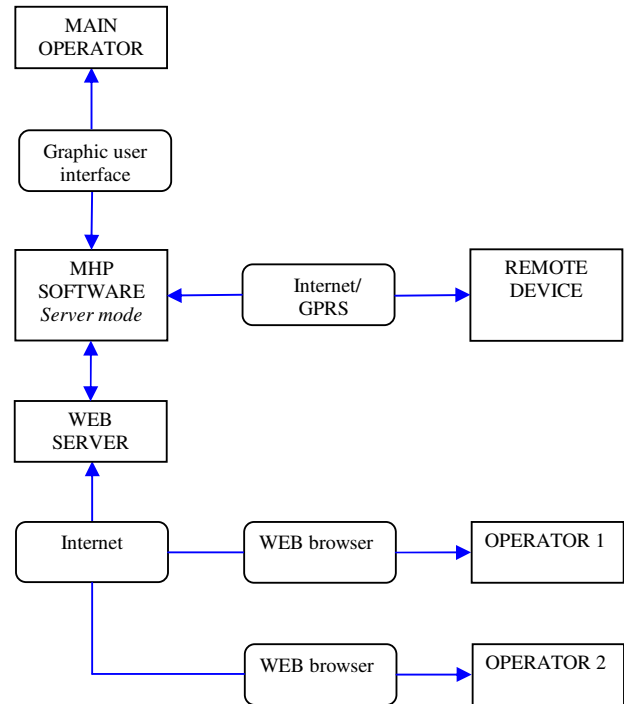 MAIN
OPERATOR
Graphic user
interface
MHP
SOFTWARE
Server mode
Internet/
GPRS
REMOTE
DEVICE
WEB
SERVER
Internet
WEB browser
OPERATOR 1
WEB browser
OPERATOR 2